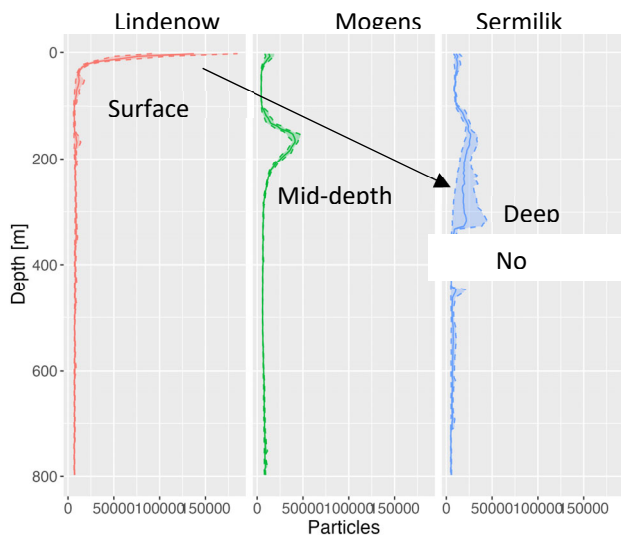 Lindenow Mogens Sermilik
0
200
400
600
800
Depth [m]
Surface
Mid-depth
Deep
No
0 50000 100000 150000
0 50000 100000 150000
0 50000 100000 150000
Particles